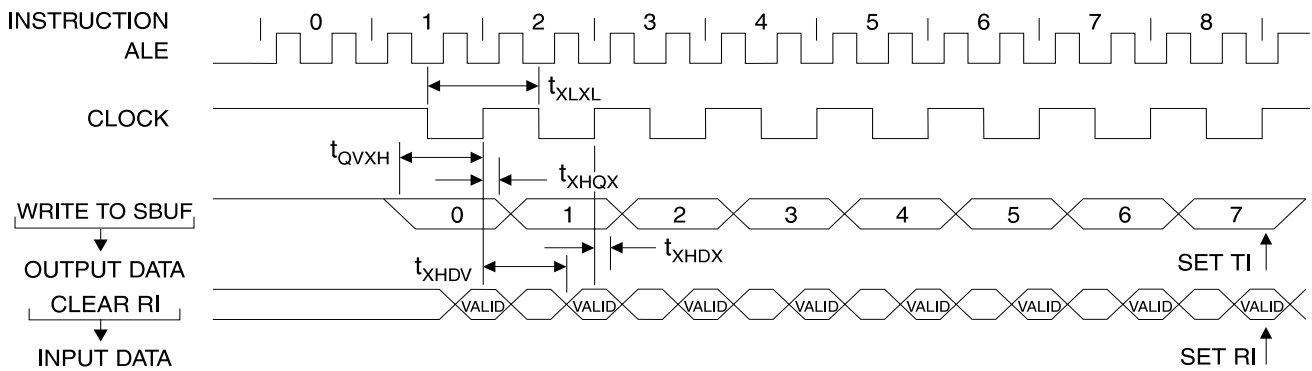 INSTRUCTION 0 1 2 3 4 5 6 7 8
ALE
tXLXL
CLOCK
tQVXH
tXHQX
WRITE TO SBUF 0 1 2 3 4 5 6 7
tXHDX
OUTPUT DATA
tXHDV
SET TI
CLEAR RI VALID VALID VALID VALID VALID VALID VALID VALID
INPUT DATA
SET RI